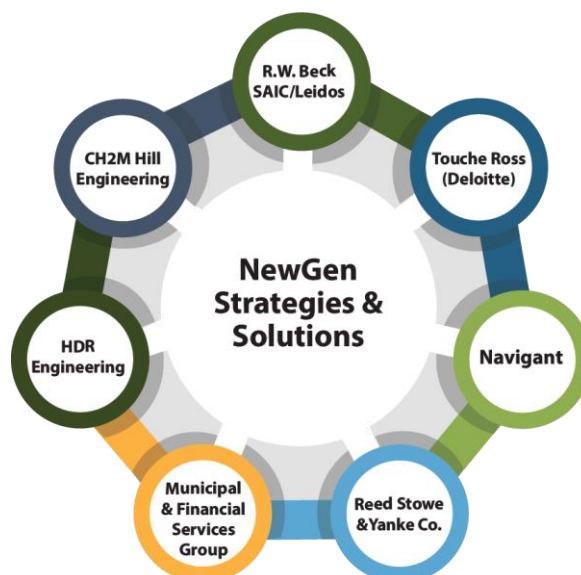 R.W. Beck
SAIC/Leidos
Touche Ross
(Deloitte)
Navigant
Reed Stowe
&Yanke Co.
Municipal
& Financial
Services
Group
HDR
Engineering
CH2M Hill
Engineering
NewGen
Strategies &
Solutions